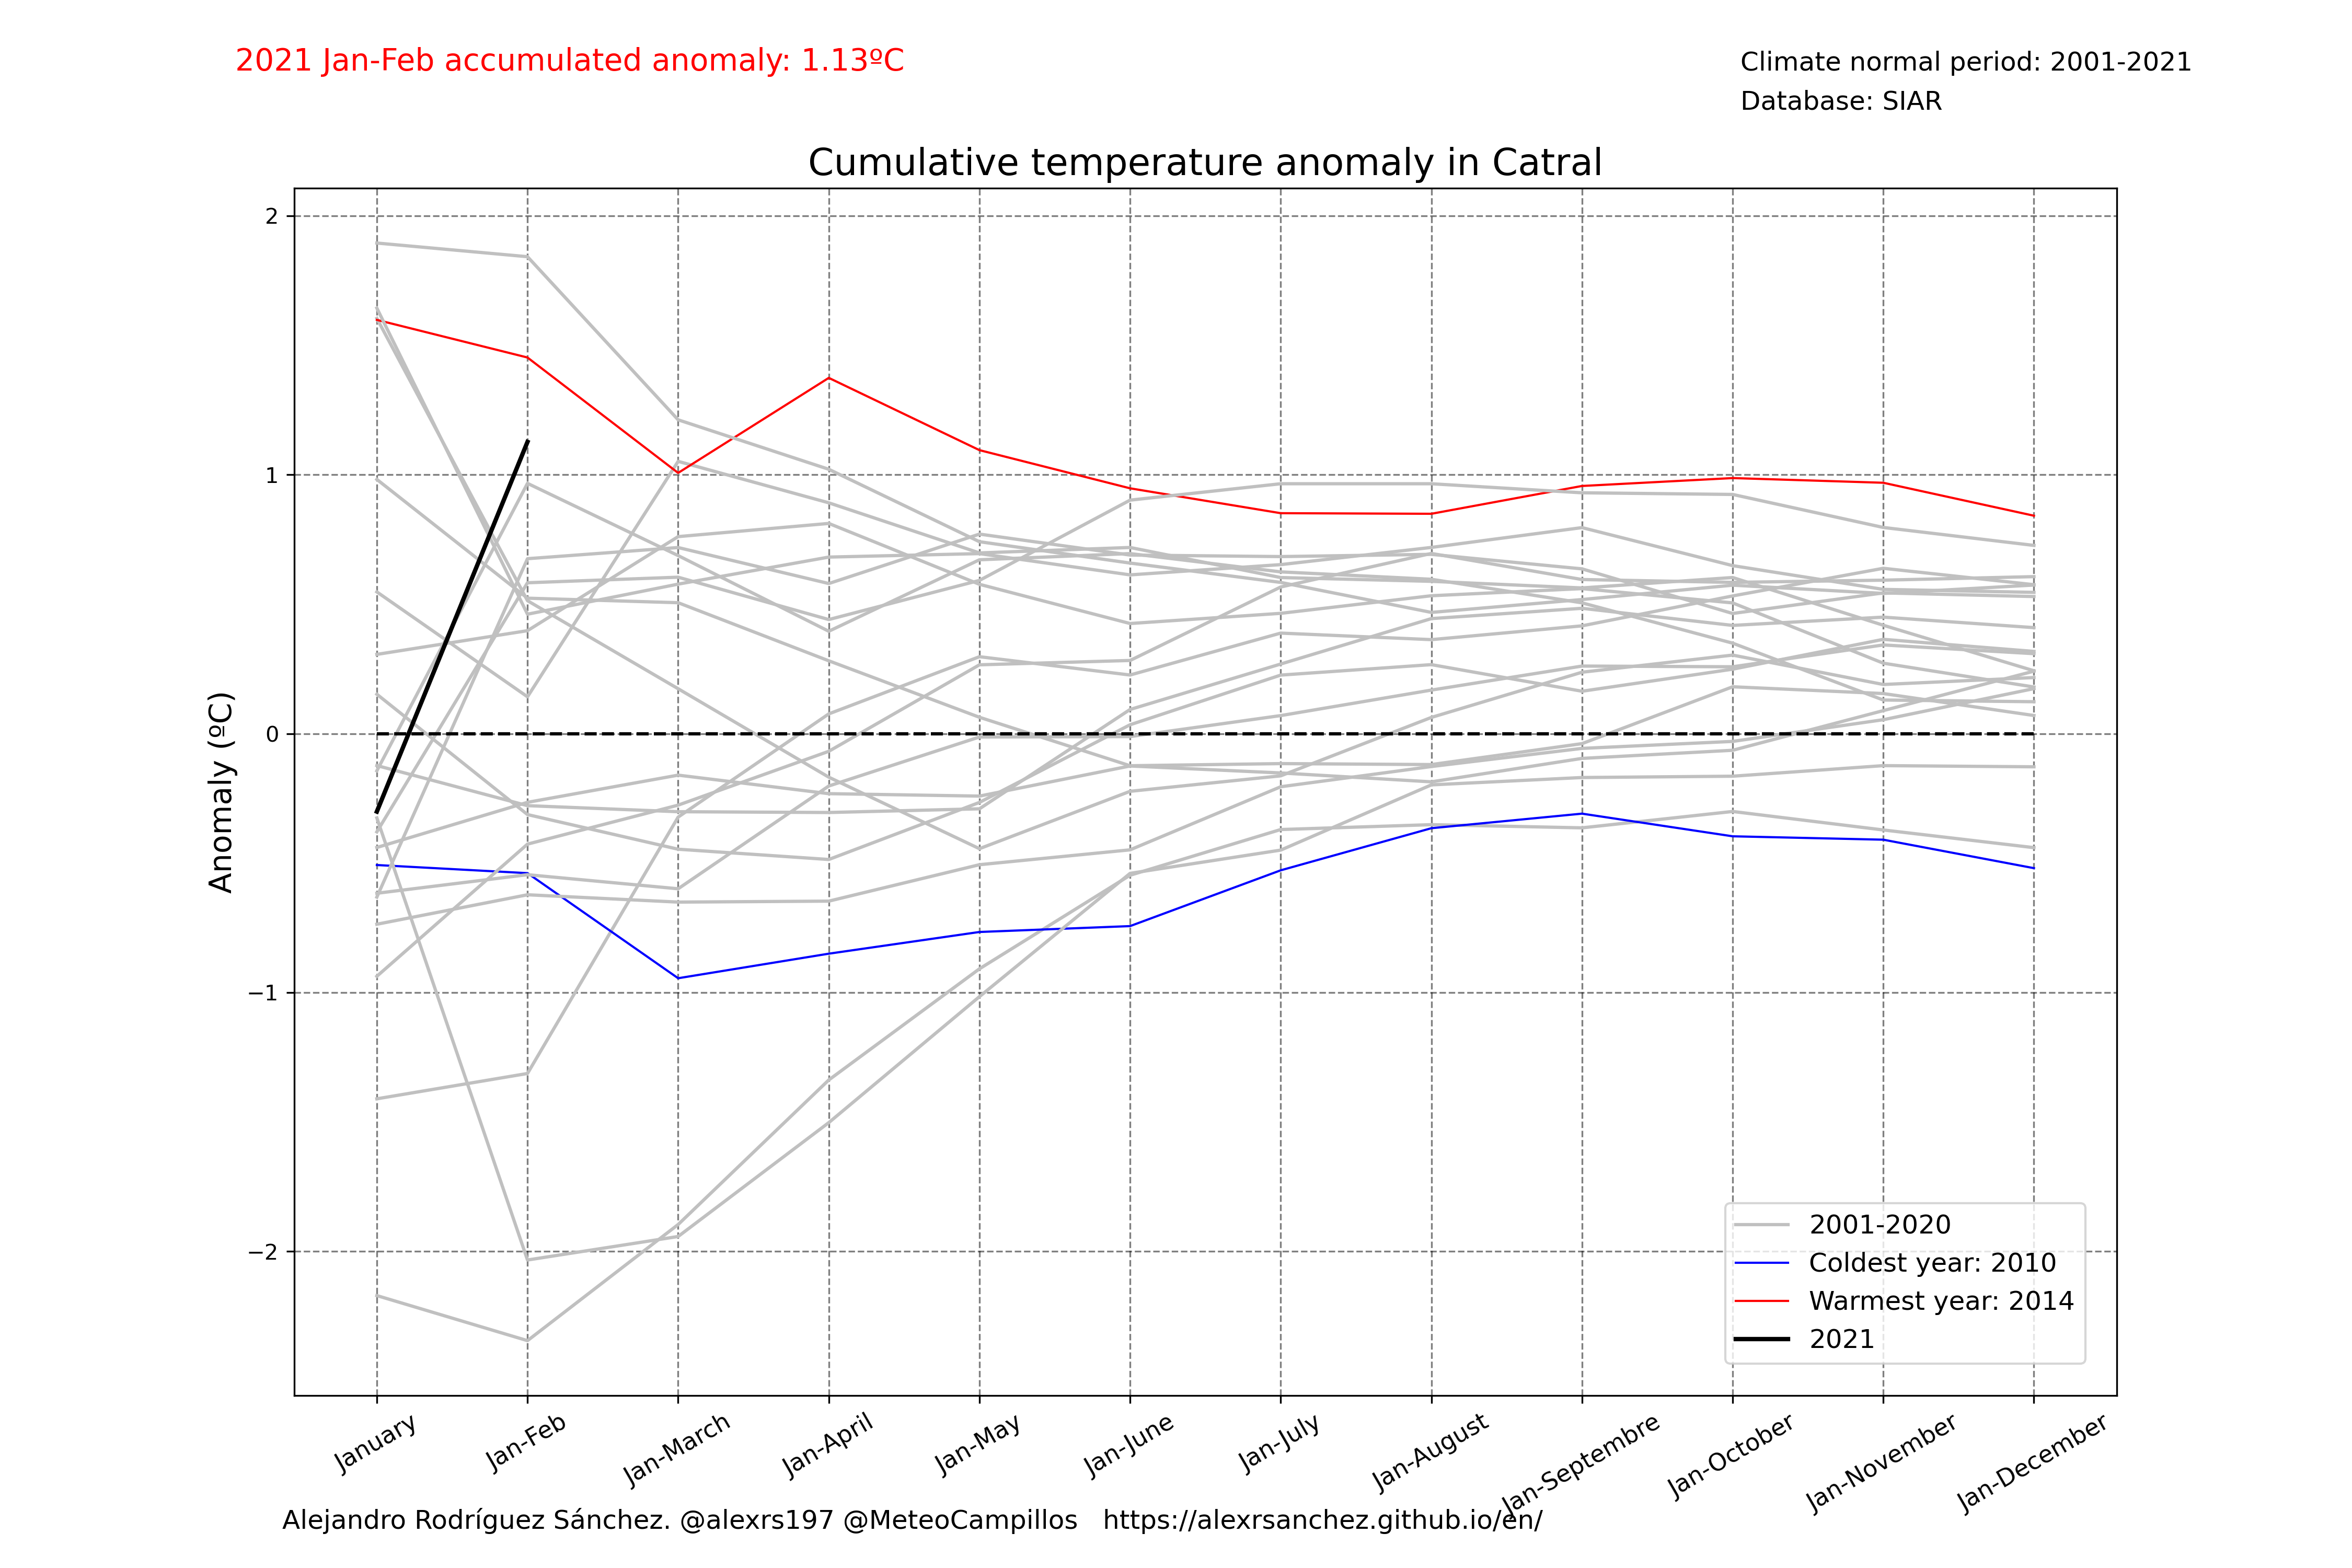 2021 Jan-Feb accumulated anomaly: 1.13ºC
Climate normal period: 2001-2021
Database: SIAR
Cumulative temperature anomaly in Catral
Anomaly (ºC)
2
1
0
−1
−2
2001-2020
Coldest year: 2010
Warmest year: 2014
2021
January
Jan-Feb
Jan-March
Jan-April
Jan-May
Jan-June
Jan-July
Jan-August
Jan-Septembre
Jan-October
Jan-November
Jan-December
Alejandro Rodríguez Sánchez. @alexrs197 @MeteoCampillos https://alexrsanchez.github.io/en/